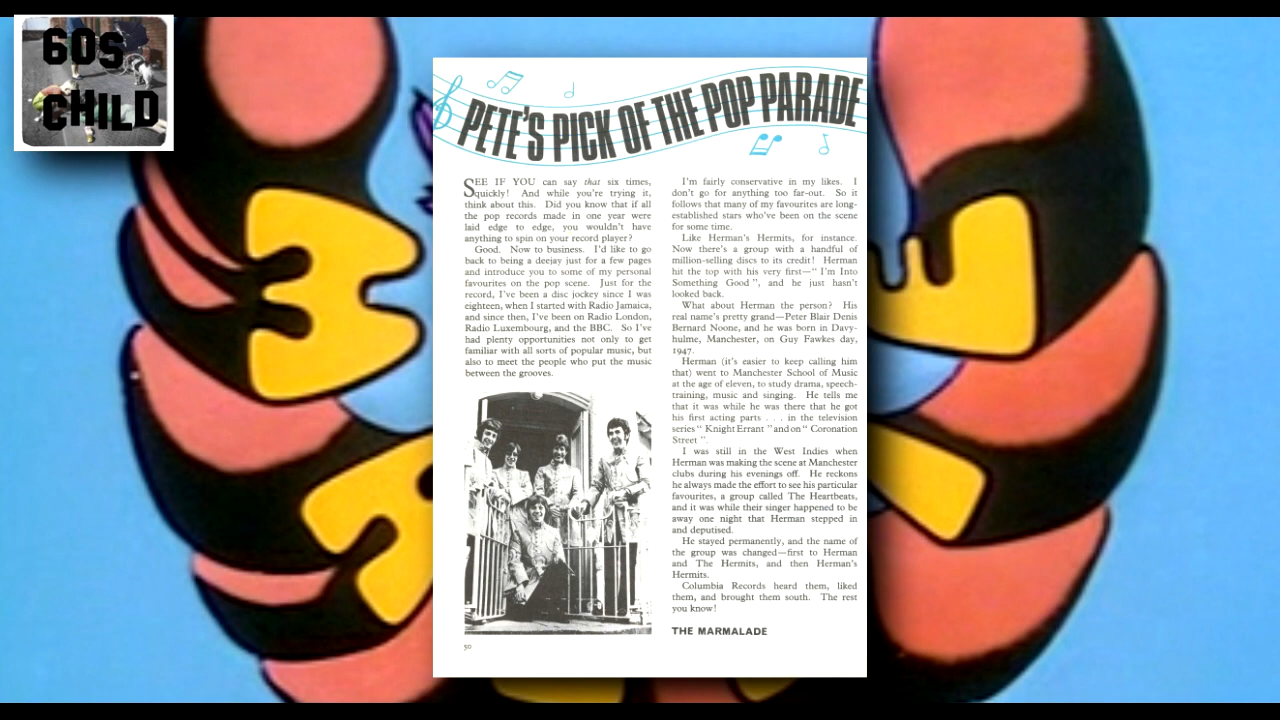 60s
CHILD
PETE'S PICK OF THE POP PARADE
SEE IF YOU can say that six times,
quickly! And while you're trying it,
think about this. Did you know that if all
the pop records made in one year were
laid edge to edge, you wouldn't have
anything to spin on your record player?
Good. Now to business. I'd like to go
back to being a deejay just for a few pages
and introduce you to some of my personal
favourites on the pop scene. Just for the
record, I've been a disc jockey since I was
eighteen, when I started with Radio Jamaica,
and since then, I've been on Radio London,
Radio Luxembourg, and the BBC. So I've
had plenty opportunities not only to get
familiar with all sorts of popular music, but
also to meet the people who put the music
between the grooves.
50
I'm fairly conservative in my likes. I
don't go for anything too far-out. So it
follows that many of my favourites are long-
established stars who've been on the scene
for some time.
Like Herman's Hermits, for instance.
Now there's a group with a handful of
million-selling discs to its credit! Herman
hit the top with his very first—" I'm Into
Something Good ", and he just hasn't
looked back.
What about Herman the person? His
real name's pretty grand—Peter Blair Denis
Bernard Noone, and he was born in Davy-
hulme, Manchester, on Guy Fawkes day,
1947.
Herman (it's easier to keep calling him
that) went to Manchester School of Music
at the age of eleven, to study drama, speech-
training, music and singing. He tells me
that it was while he was there that he got
his first acting parts . . . in the television
series " Knight Errant " and on " Coronation
Street ".
I was still in the West Indies when
Herman was making the scene at Manchester
clubs during his evenings off. He reckons
he always made the effort to see his particular
favourites, a group called The Heartbeats,
and it was while their singer happened to be
away one night that Herman stepped in
and deputised.
He stayed permanently, and the name of
the group was changed—first to Herman
and The Hermits, and then Herman's
Hermits.
Columbia Records heard them, liked
them, and brought them south. The rest
you know!
THE MARMALADE